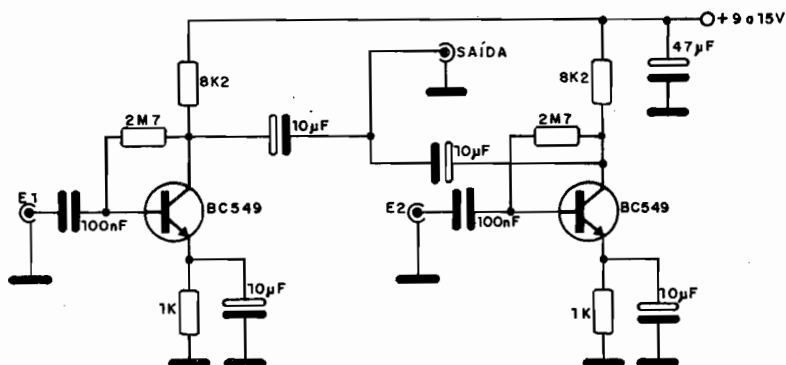 +9 a 15V
47µF
SAÍDA
8K2
8K2
2M7
2M7
10µF
10µF
E1
BC549
E2
BC549
100nF
100nF
10µF
10µF
1K
1K